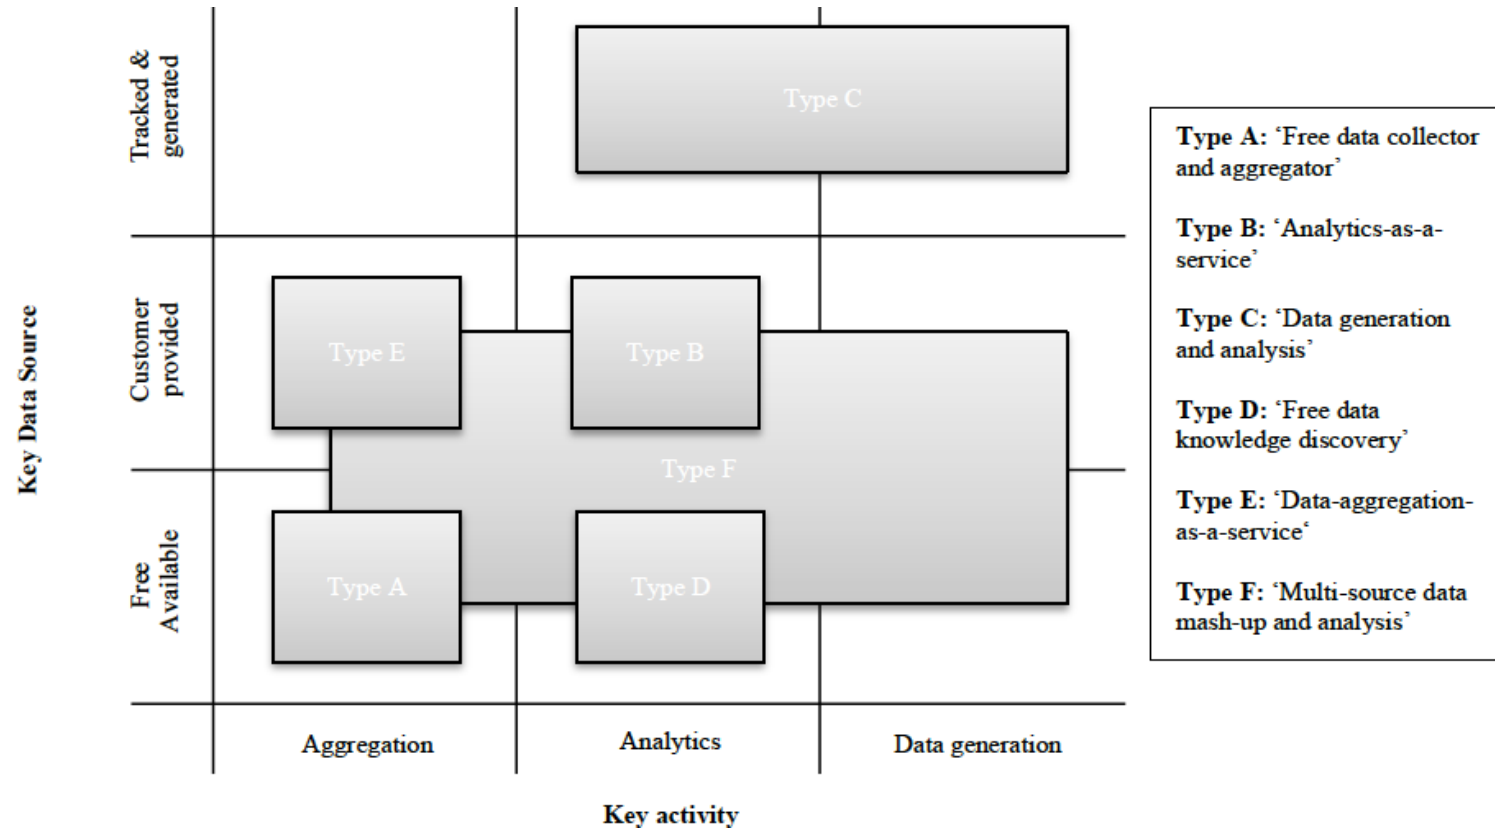 Tracked &
generated
Type C
Customer
provided
Type E
Type B
Key Data Source
Type F
Free
Available
Type A
Type D
Aggregation
Analytics
Data generation
Key activity
Type A: ‘Free data collector
and aggregator’
Type B: ‘Analytics-as-a-
service’
Type C: ‘Data generation
and analysis’
Type D: ‘Free data
knowledge discovery’
Type E: ‘Data-aggregation-
as-a-service‘
Type F: ‘Multi-source data
mash-up and analysis’